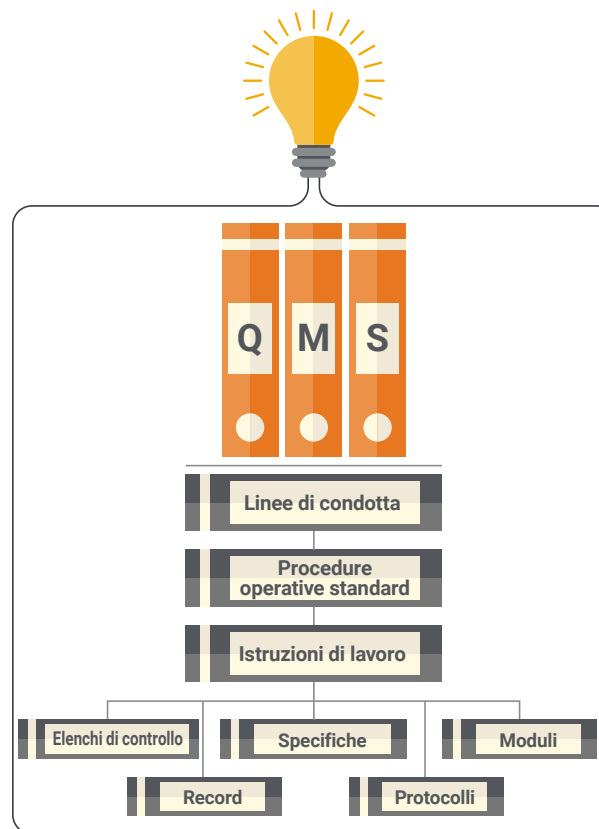 Q M S
Linee di condotta
Procedure
operative standard
Istruzioni di lavoro
Elenchi di controllo
Specifiche
Moduli
Record
Protocolli